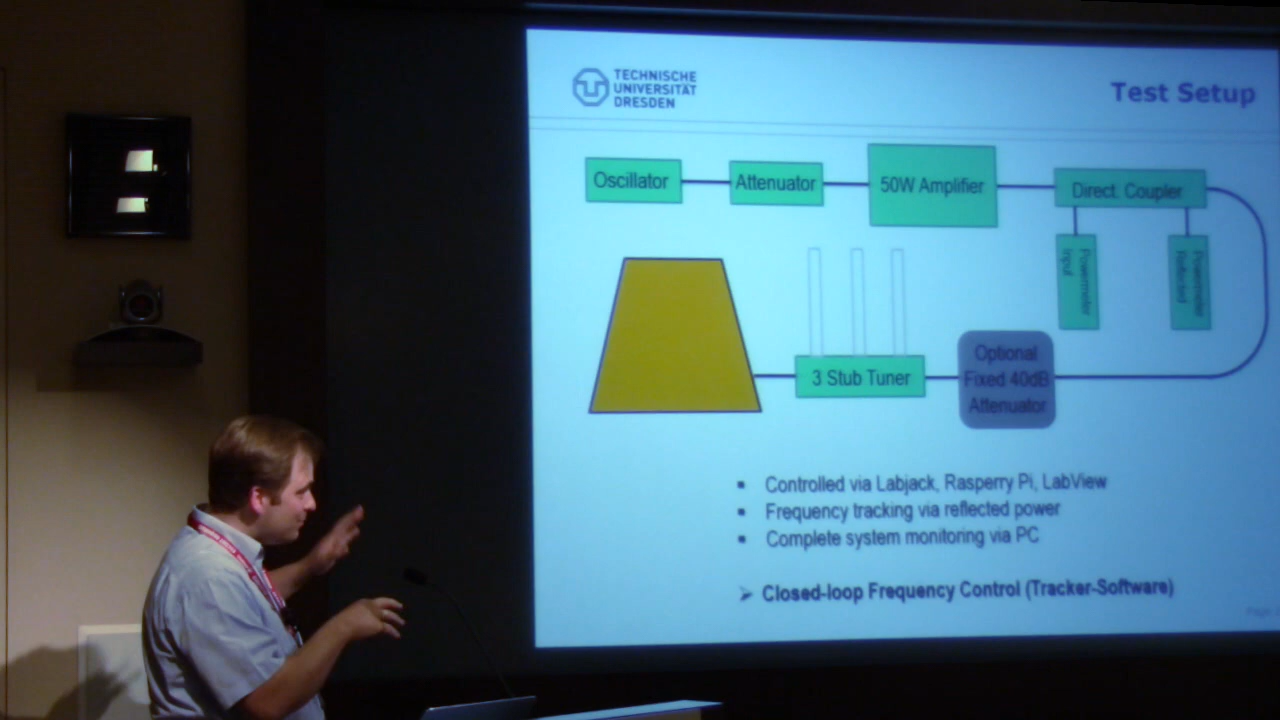 TECHNISCHE
UNIVERSITÄT
DRESDEN
Test Setup
Oscillator
Attenuator
50W Amplifier
Direct. Coupler
Powermeter
Input
Powermeter
Reflected
3 Stub Tuner
Optional
Fixed 40dB
Attenuator
▪ Controlled via Labjack, Rasperry Pi, LabView
▪ Frequency tracking via reflected power
▪ Complete system monitoring via PC
➢ Closed-loop Frequency Control (Tracker-Software)